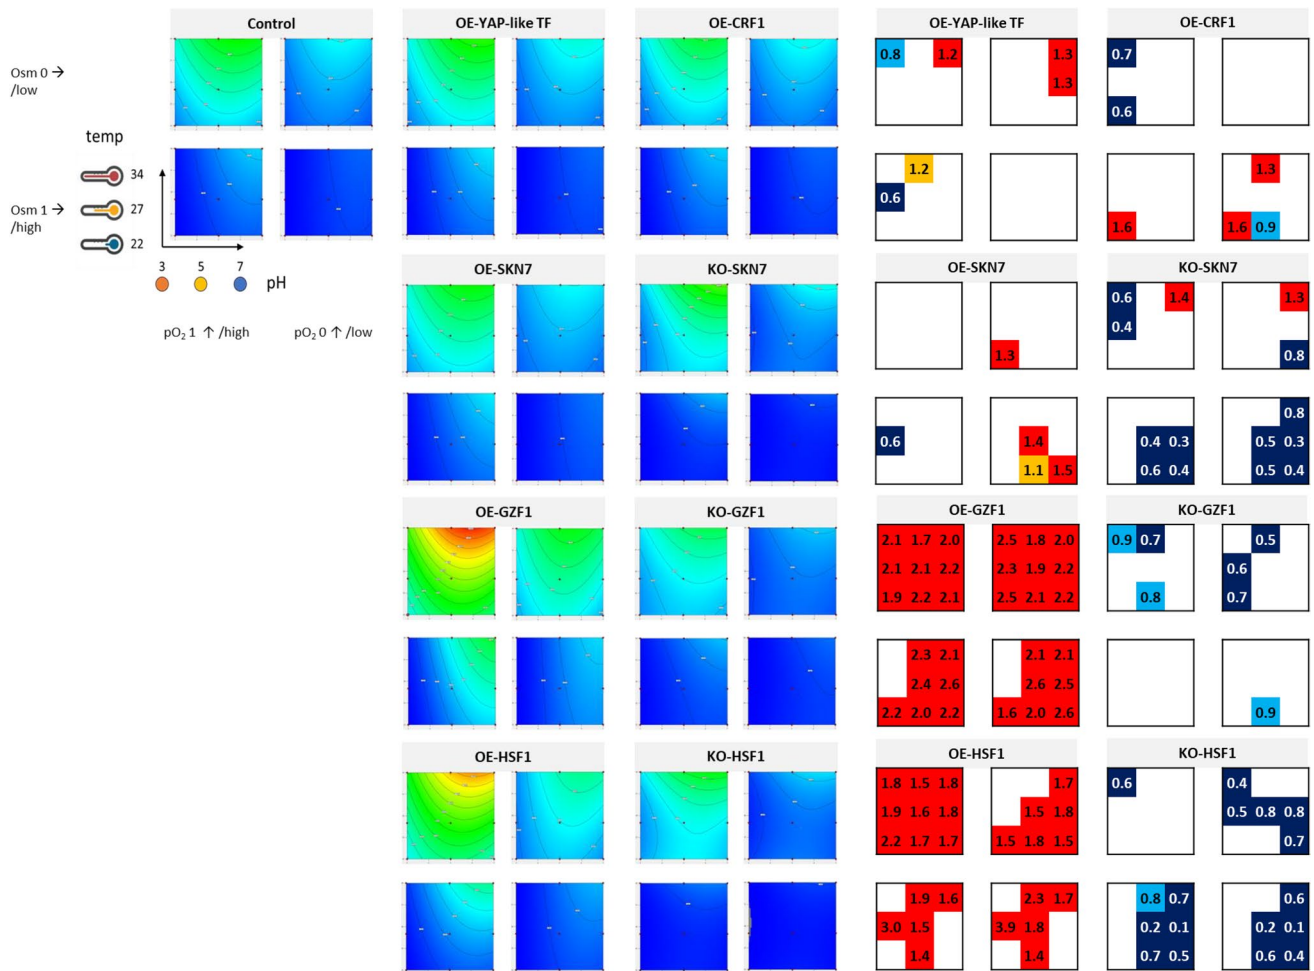 Control
OE-YAP-like TF
OE-CRF1
OE-YAP-like TF
OE-CRF1
Osm 0 →
/low
0.8 1.2
1.3
1.3
0.7
0.6
temp
34
27
22
Osm 1 →
/high
1.2
0.6
1.6
1.3
1.6 0.9
3 5 7 pH
pO₂ 1 ↑ /high
pO₂ 0 ↑ /low
OE-SKN7
KO-SKN7
OE-SKN7
KO-SKN7
1.3
0.6 1.4
0.4
1.3
0.8
0.6
1.4
1.1 1.5
0.4 0.3
0.6 0.4
0.8
0.5 0.3
0.5 0.4
OE-GZF1
KO-GZF1
OE-GZF1
KO-GZF1
2.1 1.7 2.0
2.1 2.1 2.2
1.9 2.2 2.1
2.5 1.8 2.0
2.3 1.9 2.2
2.5 2.1 2.2
0.9 0.7
0.8
0.5
0.6
0.7
2.3 2.1
2.4 2.6
2.2 2.0 2.2
2.1 2.1
2.6 2.5
1.6 2.0 2.6
0.9
OE-HSF1
KO-HSF1
OE-HSF1
KO-HSF1
1.8 1.5 1.8
1.9 1.6 1.8
2.2 1.7 1.7
1.7
1.5 1.8
1.5 1.8 1.5
0.6
0.4
0.5 0.8 0.8
0.7
1.9 1.6
3.0 1.5
1.4
2.3 1.7
3.9 1.8
1.4
0.8 0.7
0.2 0.1
0.7 0.5
0.6
0.2 0.1
0.6 0.4